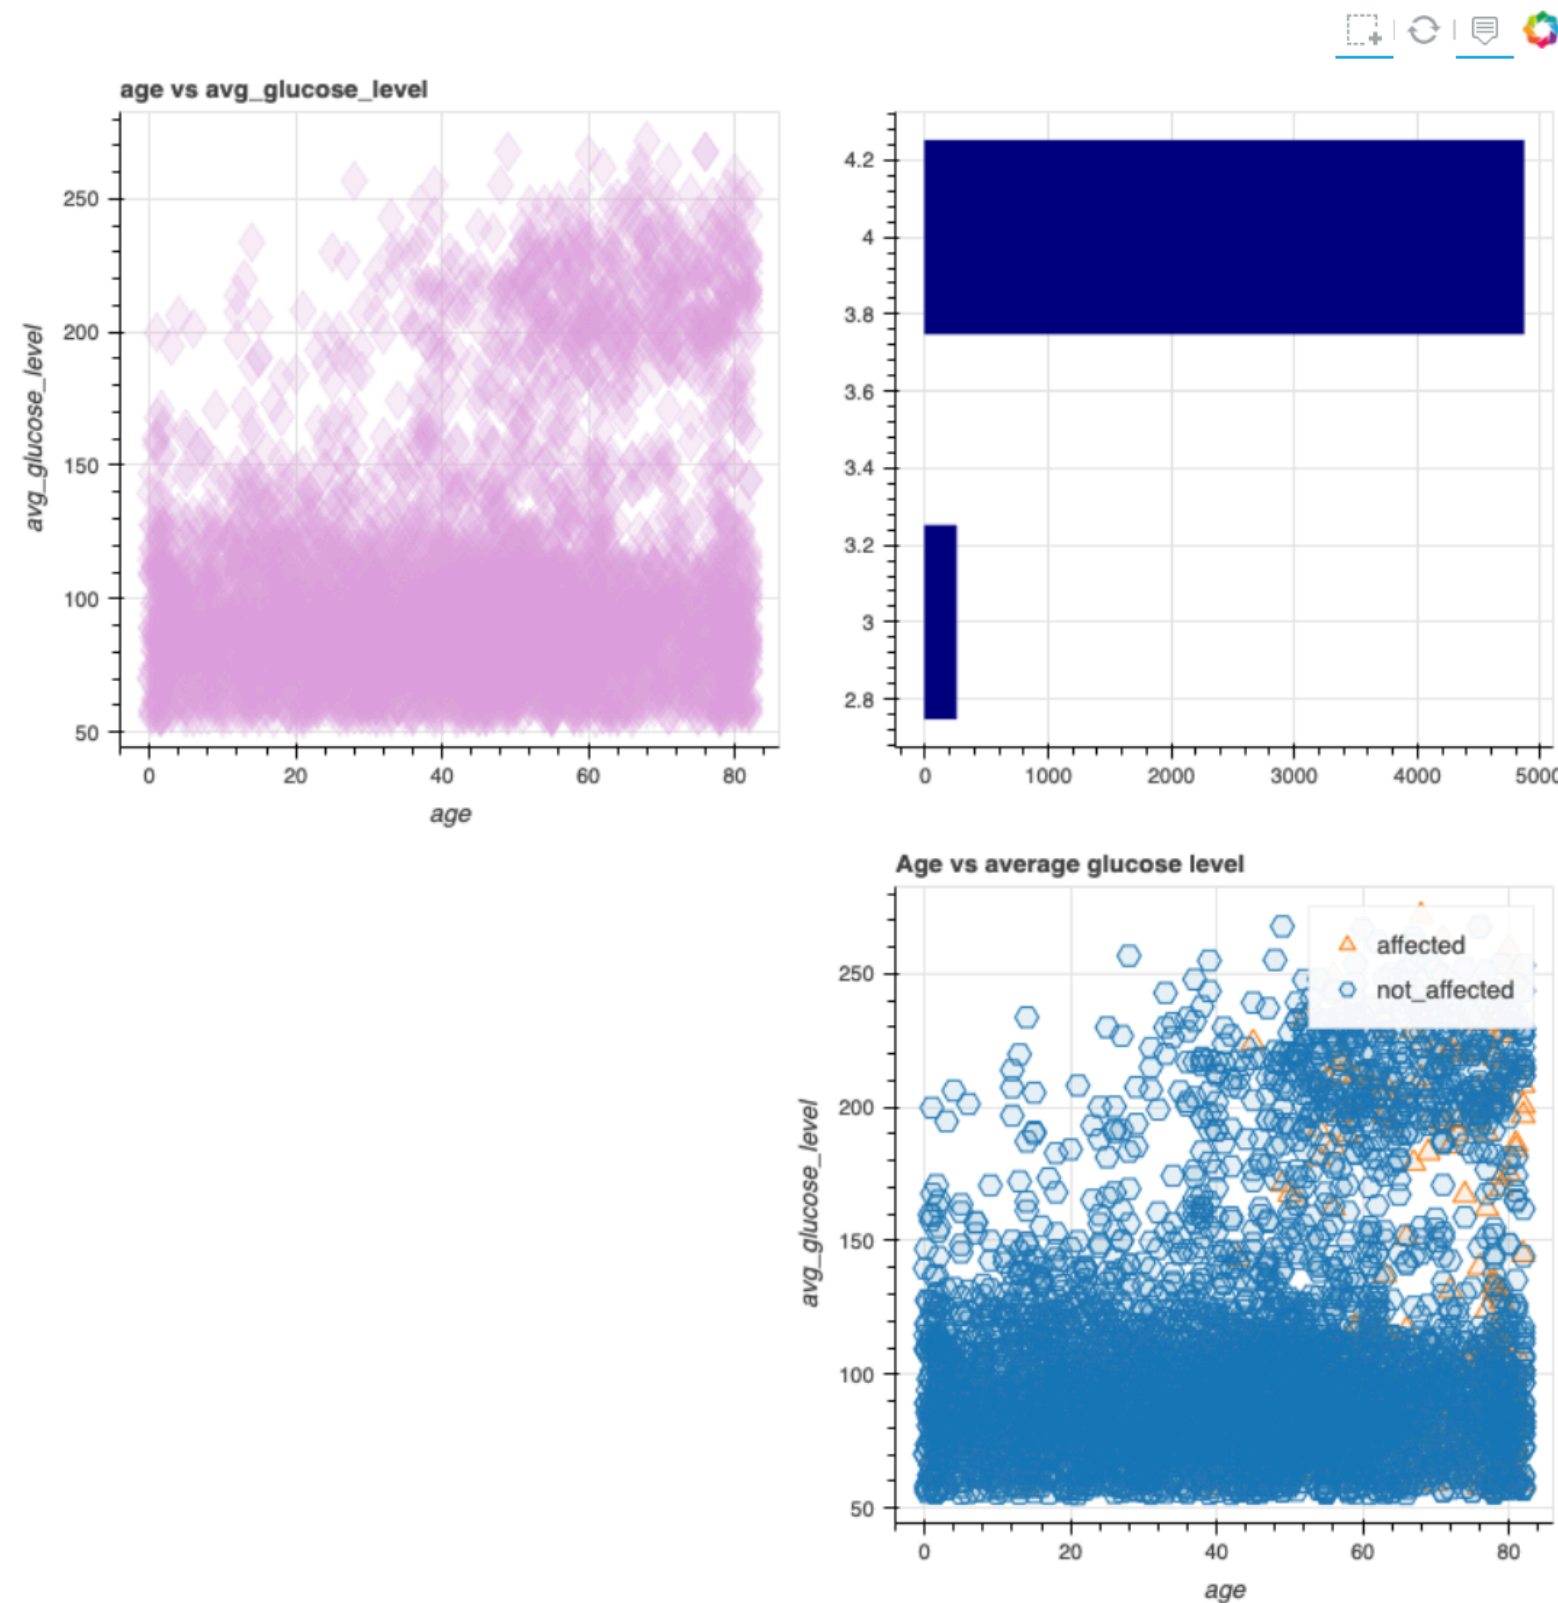 age vs avg_glucose_level
avg_glucose_level
250
200
150
100
50
0 20 40 60 80
age
4.2
4
3.8
3.6
3.4
3.2
3
2.8
0 1000 2000 3000 4000 5000
Age vs average glucose level
affected
not_affected
avg_glucose_level
250
200
150
100
50
0 20 40 60 80
age